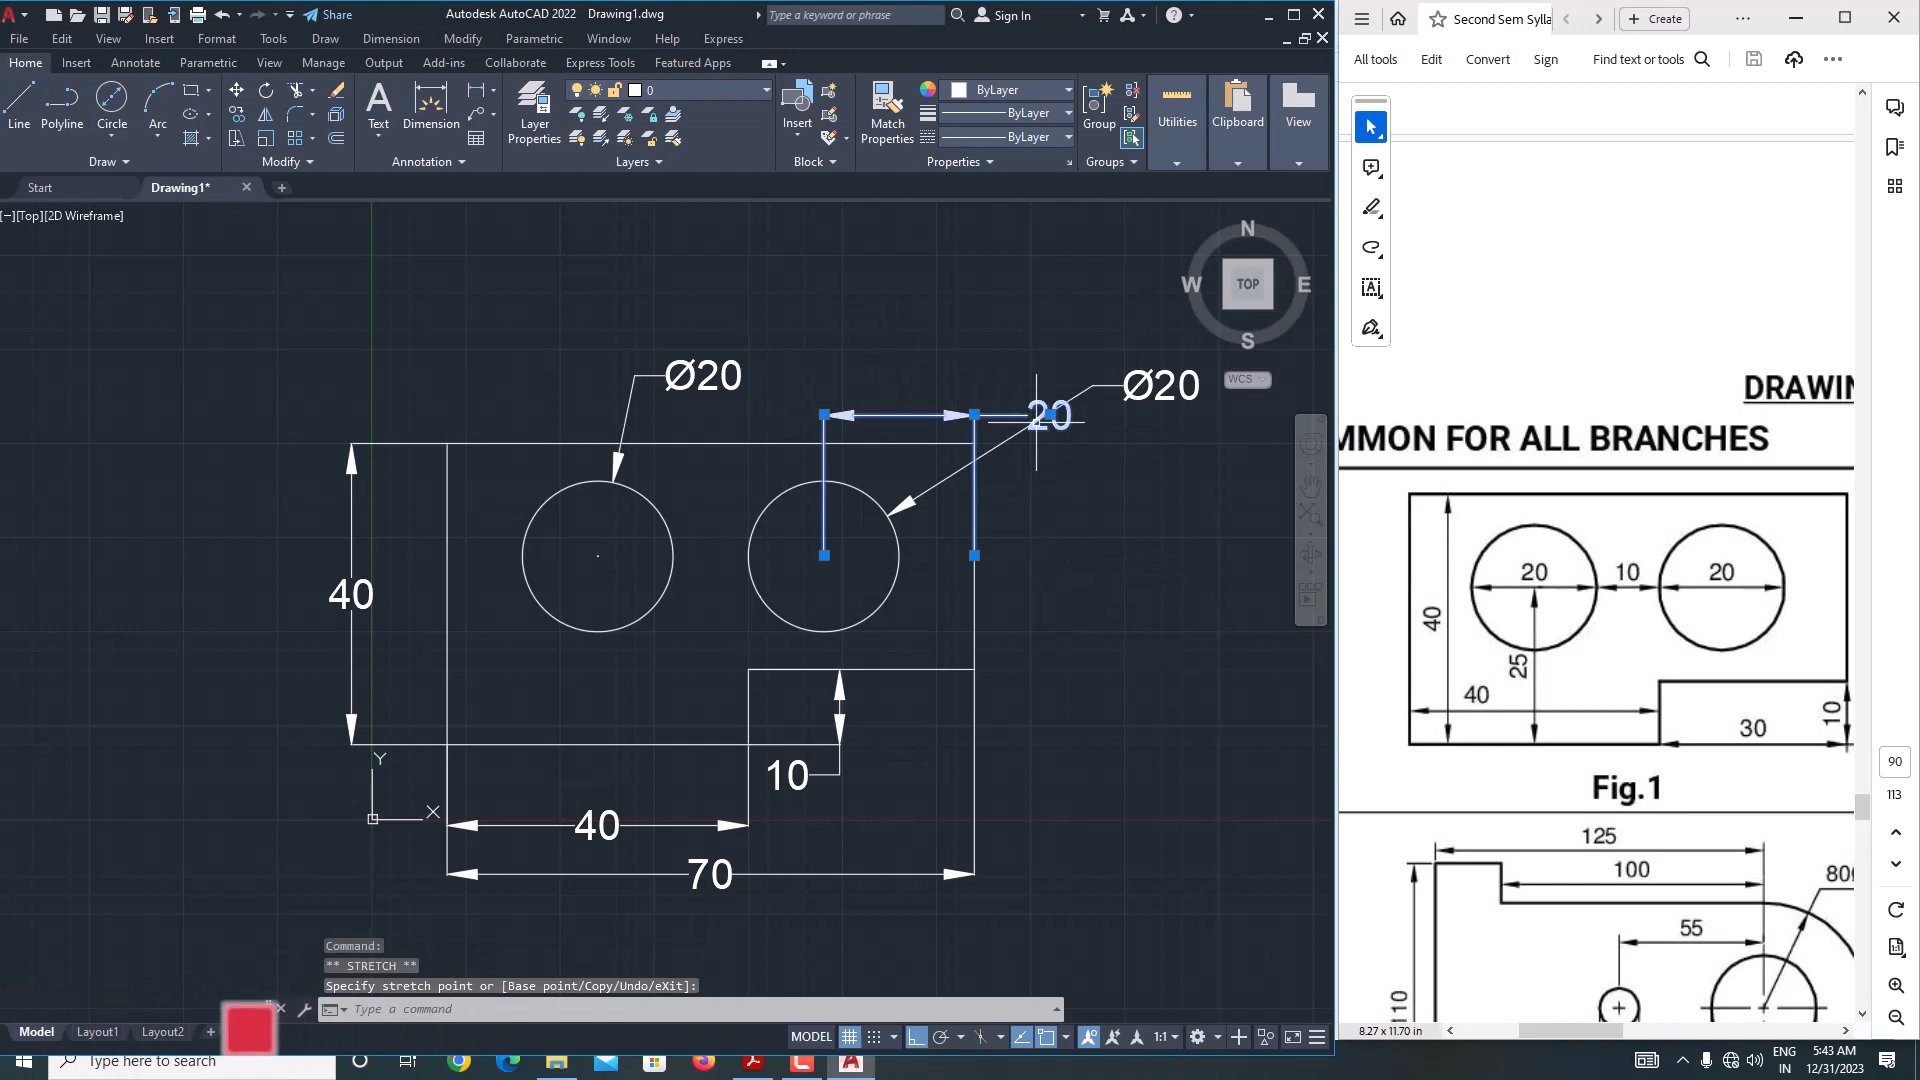 Share
Autodesk AutoCAD 2022 Drawing1.dwg
Type a keyword or phrase
Sign In
File Edit View Insert Format Tools Draw Dimension Modify Parametric Window Help Express
Home Insert Annotate Parametric View Manage Output Add-ins Collaborate Express Tools Featured Apps
Line Polyline Circle Arc
Draw
Modify
Text Dimension
Annotation
Layer
Properties
0
Layers
Insert
Block
Match
Properties
ByLayer
ByLayer
ByLayer
Properties
Group
Groups
Utilities
Clipboard
View
Start Drawing1*
[−][Top][2D Wireframe]
N
W TOP E
S
WCS
Ø20
Ø20
20
40
10
40
70
Y
X
Command:
** STRETCH **
Specify stretch point or [Base point/Copy/Undo/eXit]:
Type a command
Model Layout1 Layout2 +
MODEL
1:1
Type here to search
ENG
IN
5:43 AM
12/31/2023
Second Sem Sylla
Create
All tools Edit Convert Sign Find text or tools
DRAWIN
MMON FOR ALL BRANCHES
20 10 20
40
25
40
30
10
Fig.1
125
100
55
110
90
113
1:1
8.27 x 11.70 in